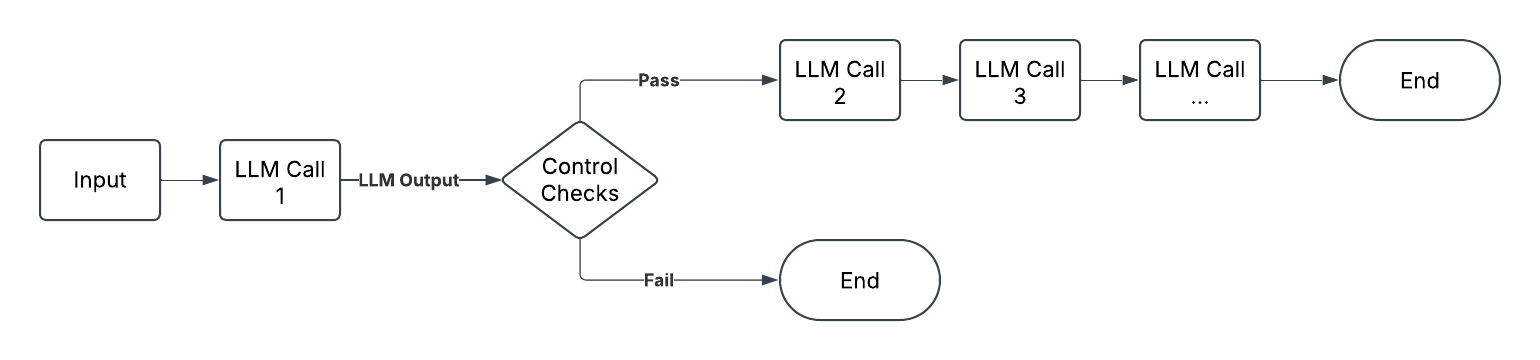 Input
LLM Call
1
LLM Output
Control
Checks
Pass
LLM Call
2
LLM Call
3
LLM Call
...
End
Fail
End